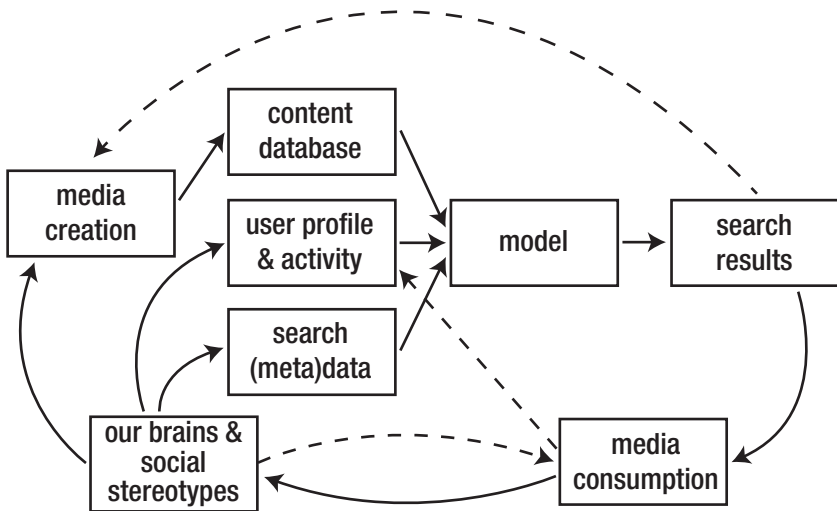 content
database
media
creation
user profile
& activity
model
search
results
search
(meta)data
our brains &
social
stereotypes
media
consumption